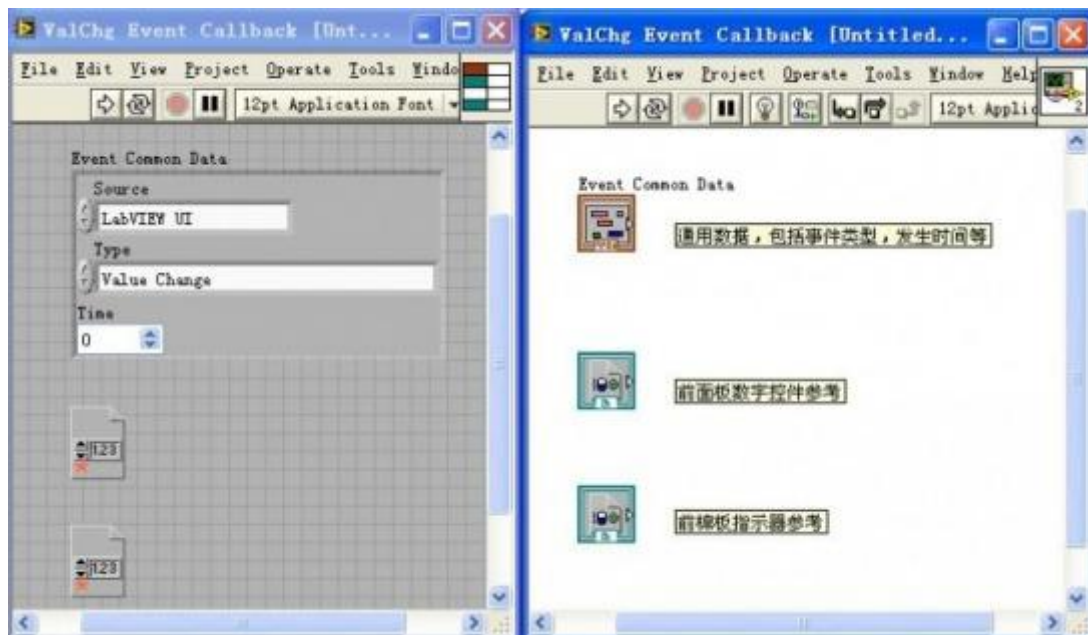 ValChg Event Callback [Unt...
File Edit View Project Operate Tools Windo
12pt Application Font
Event Common Data
Source
LabVIEW UI
Type
Value Change
Time
0
123
123
ValChg Event Callback [Untitled...
File Edit View Project Operate Tools Window Help
12pt Applic
2
Event Common Data
通用数据，包括事件类型，发生时间等
前面板数字控件参考
前棉板指示器参考